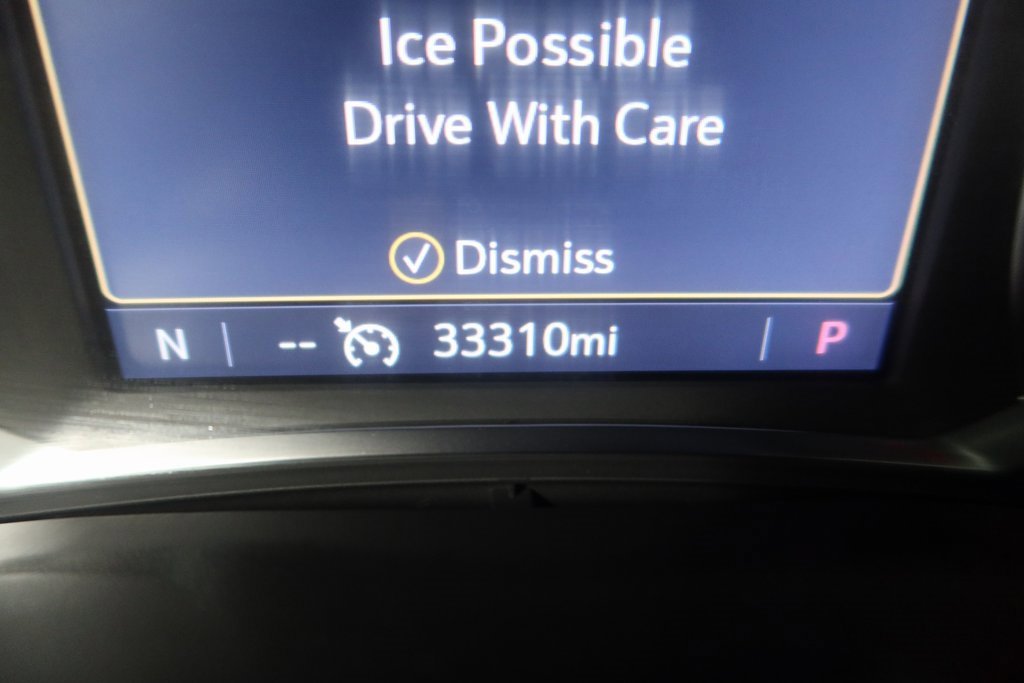 Ice Possible
Drive With Care
Dismiss
N -- 33310mi P